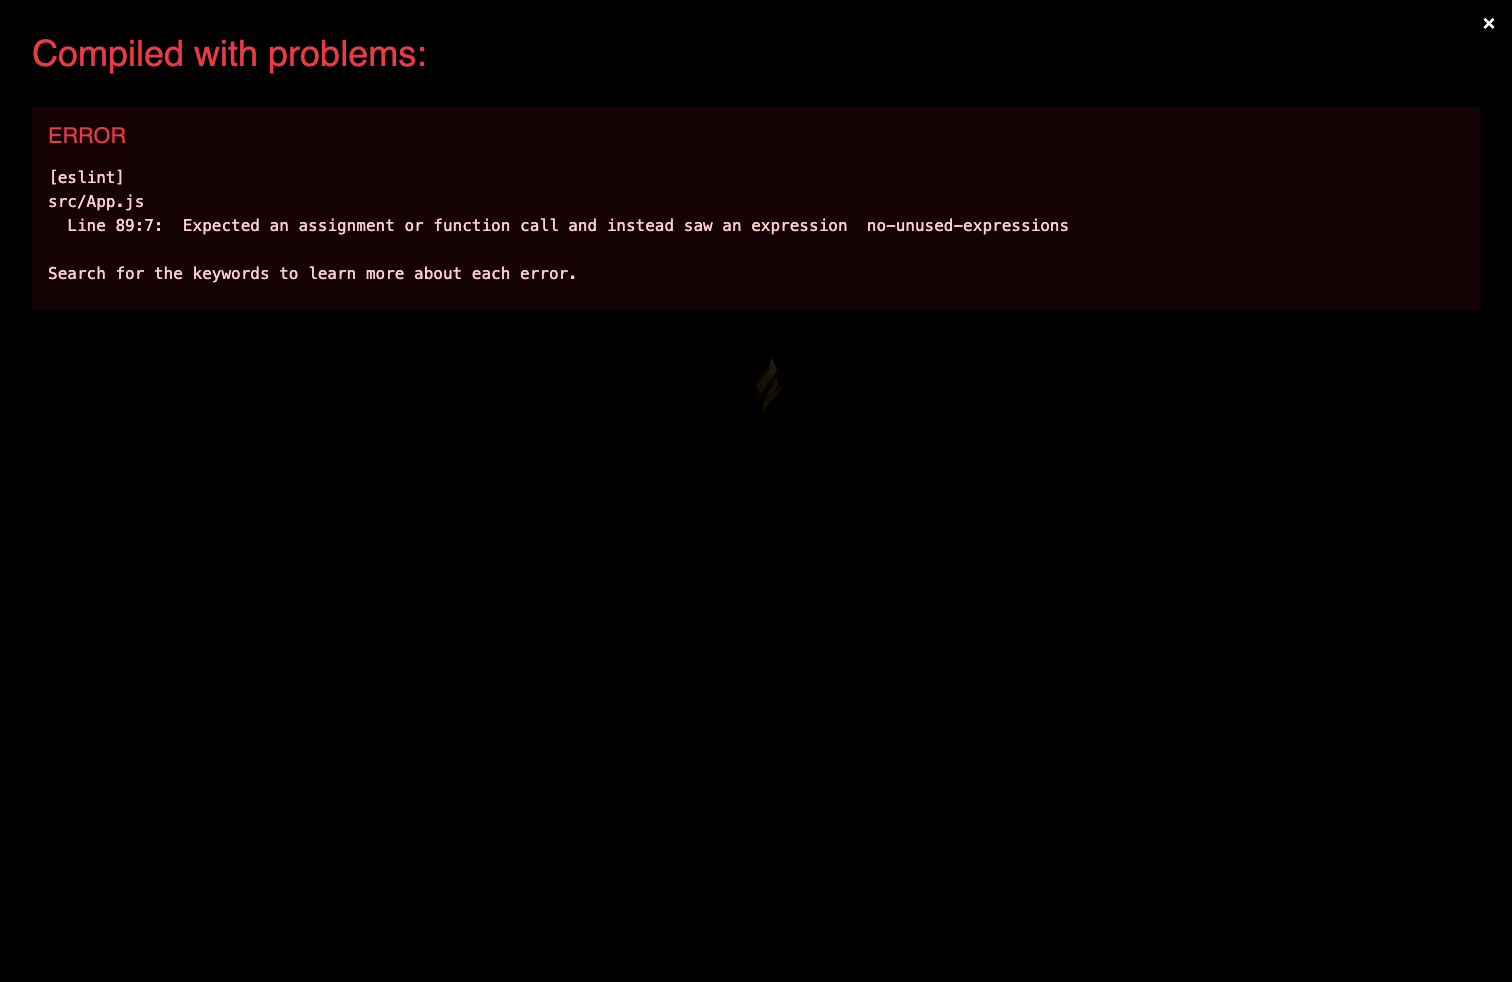 ×
Compiled with problems:
ERROR
[eslint]
src/App.js
Line 89:7:  Expected an assignment or function call and instead saw an expression  no-unused-expressions
Search for the keywords to learn more about each error.